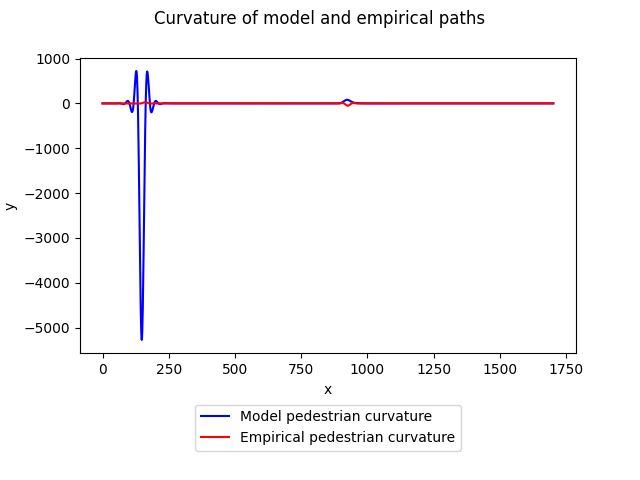 Curvature of model and empirical paths
1000
0
−1000
−2000
−3000
−4000
−5000
y
0 250 500 750 1000 1250 1500 1750
x
Model pedestrian curvature
Empirical pedestrian curvature